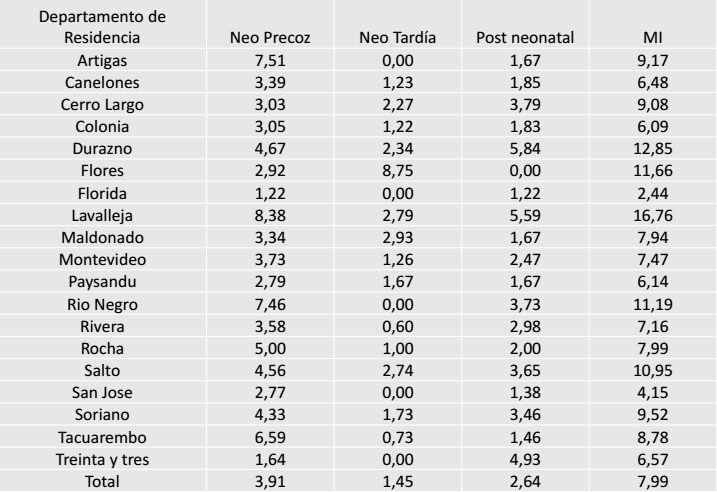 Departamento de
Residencia Neo Precoz Neo Tardía Post neonatal MI
Artigas 7,51 0,00 1,67 9,17
Canelones 3,39 1,23 1,85 6,48
Cerro Largo 3,03 2,27 3,79 9,08
Colonia 3,05 1,22 1,83 6,09
Durazno 4,67 2,34 5,84 12,85
Flores 2,92 8,75 0,00 11,66
Florida 1,22 0,00 1,22 2,44
Lavalleja 8,38 2,79 5,59 16,76
Maldonado 3,34 2,93 1,67 7,94
Montevideo 3,73 1,26 2,47 7,47
Paysandu 2,79 1,67 1,67 6,14
Rio Negro 7,46 0,00 3,73 11,19
Rivera 3,58 0,60 2,98 7,16
Rocha 5,00 1,00 2,00 7,99
Salto 4,56 2,74 3,65 10,95
San Jose 2,77 0,00 1,38 4,15
Soriano 4,33 1,73 3,46 9,52
Tacuarembo 6,59 0,73 1,46 8,78
Treinta y tres 1,64 0,00 4,93 6,57
Total 3,91 1,45 2,64 7,99